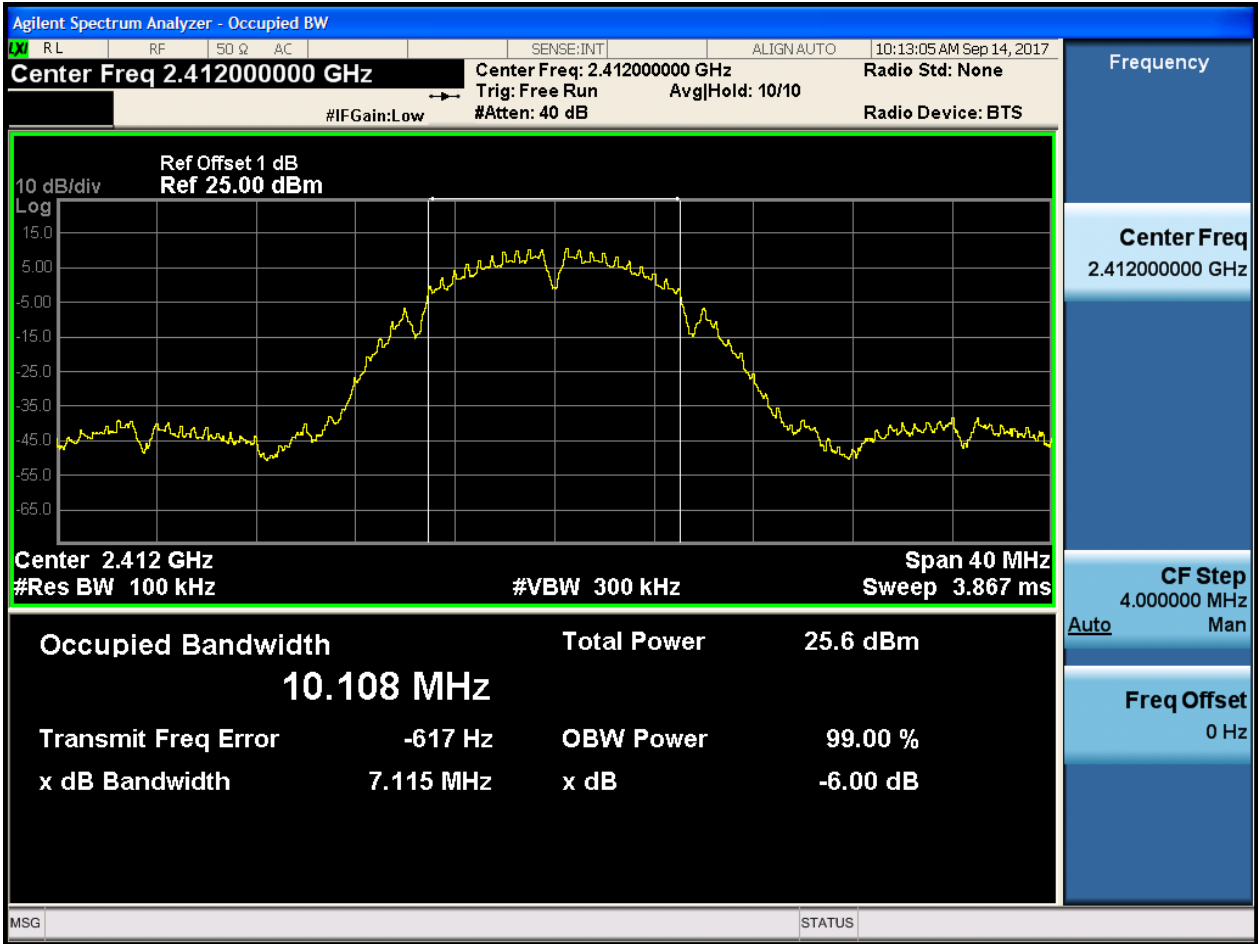 Agilent Spectrum Analyzer - Occupied BW
LXI RL RF 50 Ω AC SENSE:INT ALIGN AUTO 10:13:05 AM Sep 14, 2017
Center Freq 2.412000000 GHz
Center Freq: 2.412000000 GHz Radio Std: None
Trig: Free Run Avg|Hold: 10/10
#IFGain:Low #Atten: 40 dB Radio Device: BTS
Ref Offset 1 dB
10 dB/div Ref 25.00 dBm
Log
15.0
5.00
-5.00
-15.0
-25.0
-35.0
-45.0
-55.0
-65.0
Center 2.412 GHz Span 40 MHz
#Res BW 100 kHz #VBW 300 kHz Sweep 3.867 ms
Occupied Bandwidth Total Power 25.6 dBm
10.108 MHz
Transmit Freq Error -617 Hz OBW Power 99.00 %
x dB Bandwidth 7.115 MHz x dB -6.00 dB
Frequency
Center Freq
2.412000000 GHz
CF Step
4.000000 MHz
Auto Man
Freq Offset
0 Hz
MSG STATUS